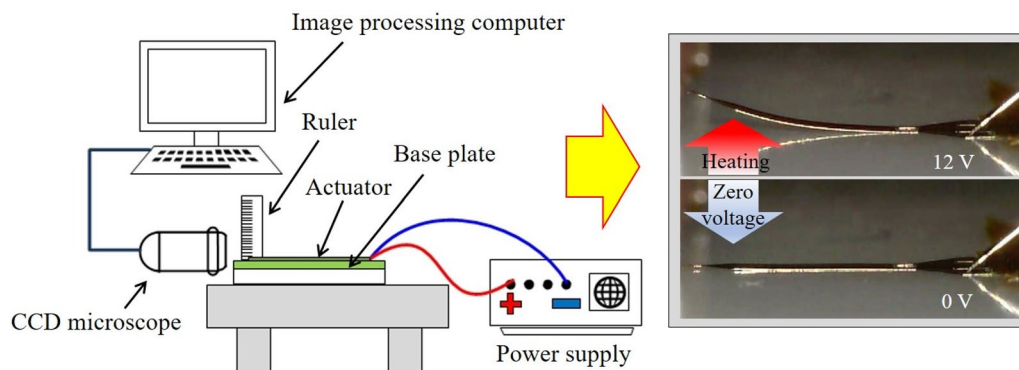 Image processing computer
Ruler
Base plate
Actuator
CCD microscope
Power supply
Heating
12 V
Zero
voltage
0 V